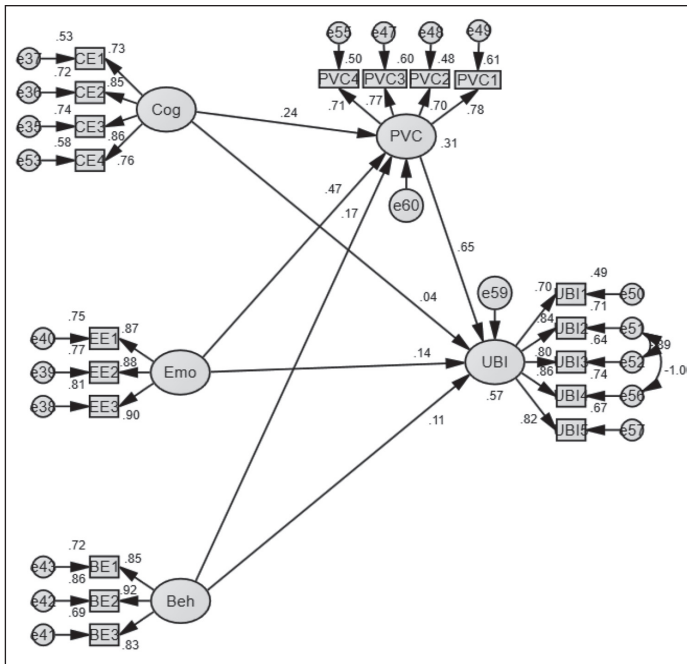 e55
e47
e48
e49
.53
e37
CE1
.73
.50
.60
.48
.61
.72
e36
CE2
.85
PVC4
PVC3
PVC2
PVC1
.74
e35
CE3
.86
Cog
.71
.77
.70
.78
.58
e53
CE4
.76
.24
PVC
.31
.47
.17
e60
.65
.04
e59
.49
.70
UBI1
e50
.71
.75
e40
EE1
.87
.84
UBI2
e51
.64
.77
e39
EE2
.88
Emo
.14
UBI
.80
UBI3
e52
.74
-1.00
.81
e38
EE3
.90
.57
.86
UBI4
e56
.67
.11
.82
UBI5
e57
.72
e43
BE1
.85
.86
e42
BE2
.92
Beh
.69
e41
BE3
.83